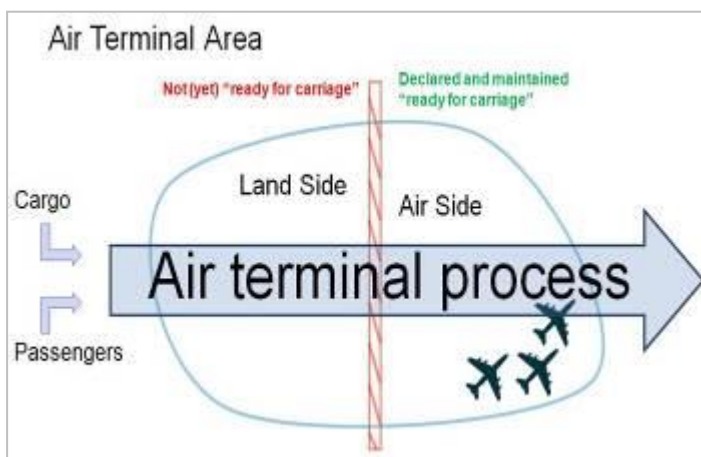 Air Terminal Area
Not (yet) "ready for carriage"
Declared and maintained
"ready for carriage"
Land Side
Air Side
Cargo
Air terminal process
Passengers